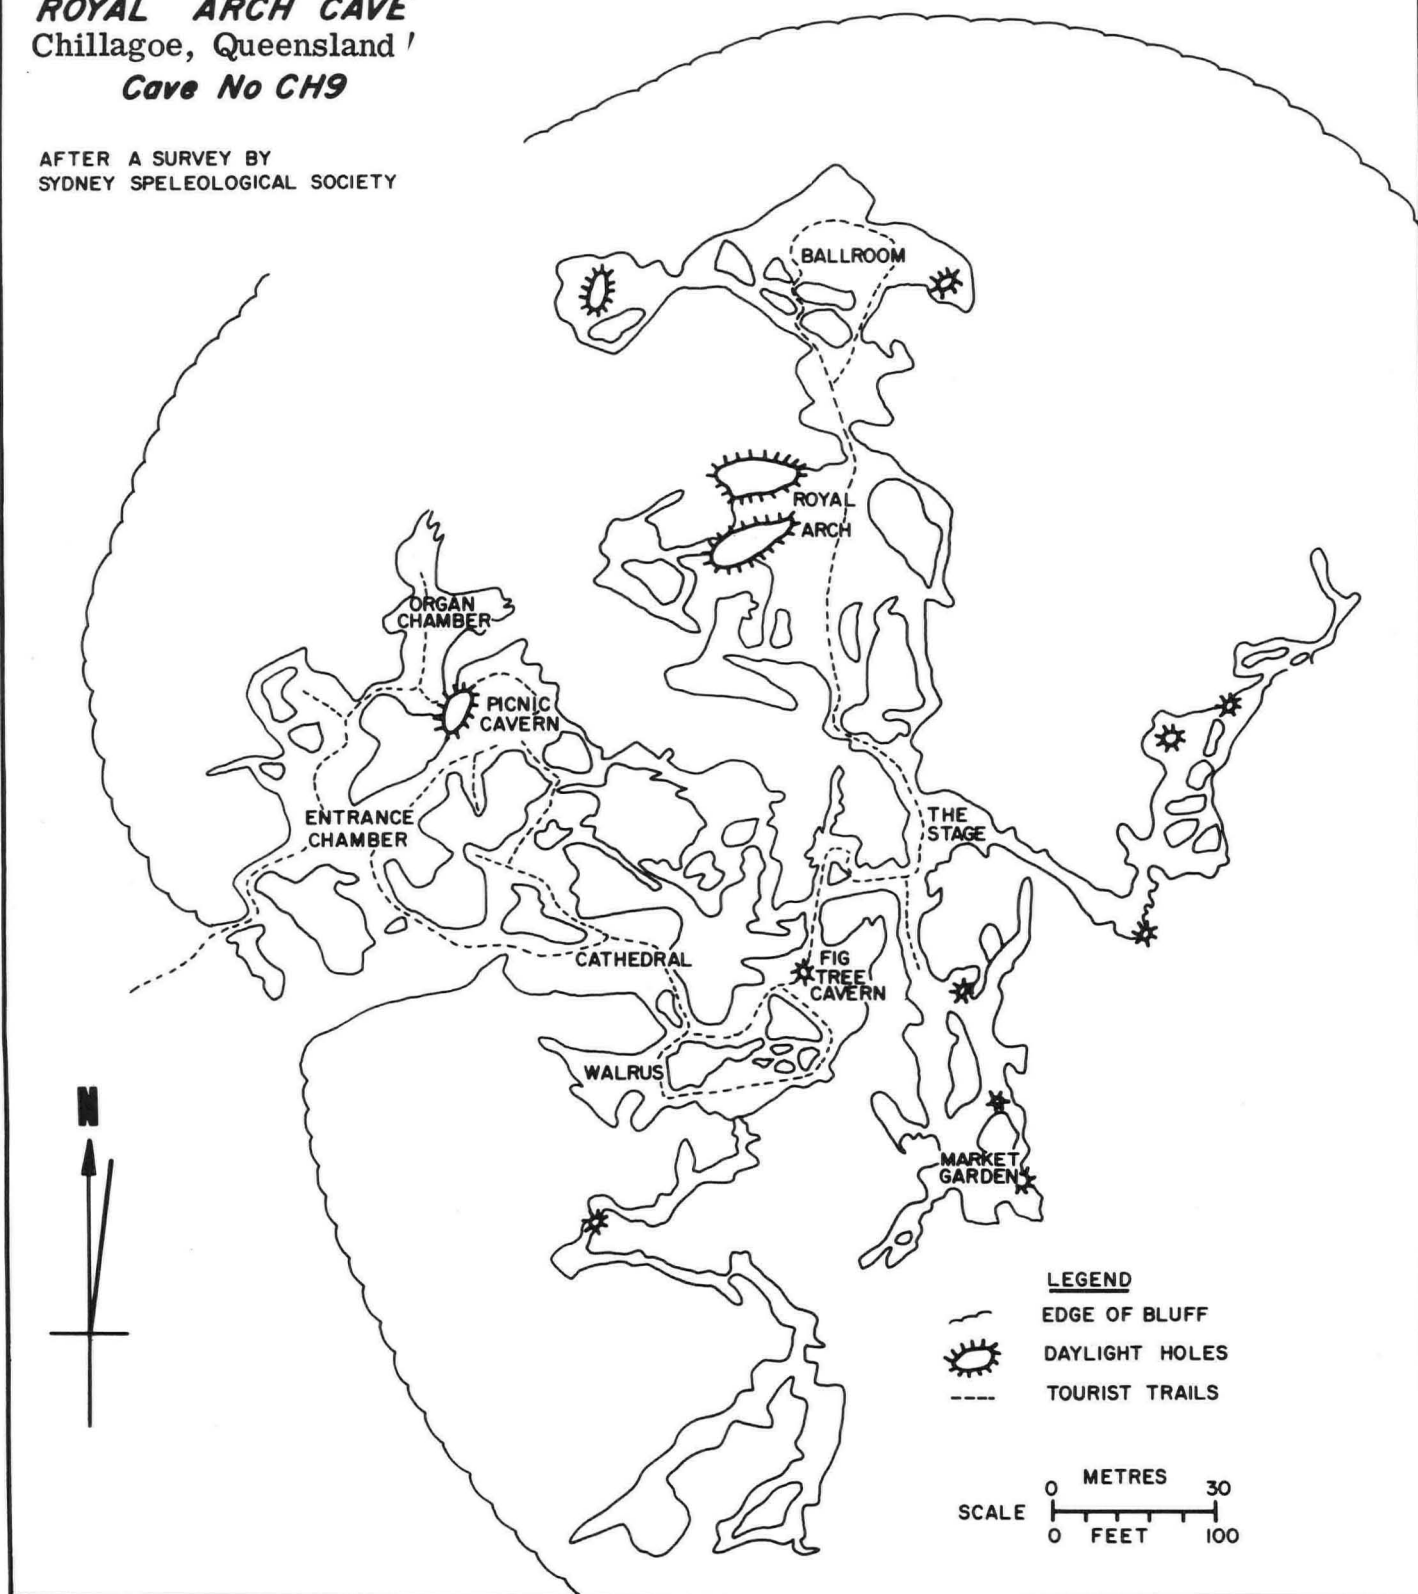 ROYAL ARCH CAVE
Chillagoe, Queensland
Cave No CH9
AFTER A SURVEY BY
SYDNEY SPELEOLOGICAL SOCIETY
BALLROOM
ROYAL
ARCH
ORGAN
CHAMBER
PICNIC
CAVERN
ENTRANCE
CHAMBER
THE
STAGE
CATHEDRAL
FIG
TREE
CAVERN
WALRUS
MARKET
GARDEN
N
LEGEND
EDGE OF BLUFF
DAYLIGHT HOLES
TOURIST TRAILS
METRES
0 30
SCALE
0 FEET 100